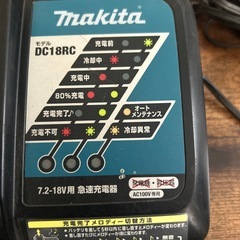 makita
モデル
DC18RC
充電前
冷却中
充電中
80%充電
充電完了
オート
メンテナンス
充電不可
冷却異常
7.2-18V用 急速充電器
AC100V専用
充電完了メロディー切替方法